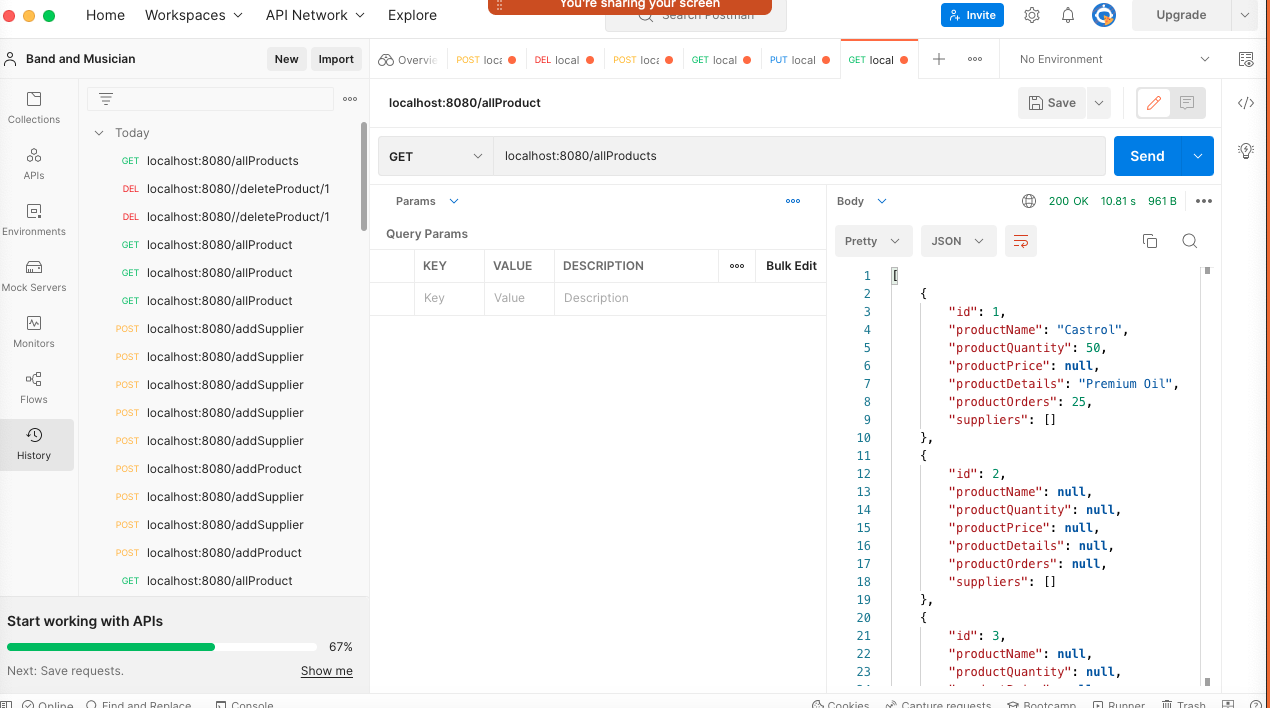 You're sharing your screen
Home Workspaces API Network Explore Search Postman Invite Upgrade
Band and Musician New Import
Overvie POST loca DEL local POST loca GET local PUT local GET local No Environment
Collections
APIs
Environments
Mock Servers
Monitors
Flows
History
Today
GET localhost:8080/allProducts
DEL localhost:8080//deleteProduct/1
DEL localhost:8080//deleteProduct/1
GET localhost:8080/allProduct
GET localhost:8080/allProduct
GET localhost:8080/allProduct
POST localhost:8080/addSupplier
POST localhost:8080/addSupplier
POST localhost:8080/addSupplier
POST localhost:8080/addSupplier
POST localhost:8080/addSupplier
POST localhost:8080/addProduct
POST localhost:8080/addSupplier
POST localhost:8080/addSupplier
POST localhost:8080/addProduct
GET localhost:8080/allProduct
Start working with APIs
67%
Next: Save requests. Show me
localhost:8080/allProduct Save
GET localhost:8080/allProducts Send
Params
Query Params
KEY VALUE DESCRIPTION Bulk Edit
Key Value Description
Body 200 OK 10.81 s 961 B
Pretty JSON
1 [
2 {
3 "id": 1,
4 "productName": "Castrol",
5 "productQuantity": 50,
6 "productPrice": null,
7 "productDetails": "Premium Oil",
8 "productOrders": 25,
9 "suppliers": []
10 },
11 {
12 "id": 2,
13 "productName": null,
14 "productQuantity": null,
15 "productPrice": null,
16 "productDetails": null,
17 "productOrders": null,
18 "suppliers": []
19 },
20 {
21 "id": 3,
22 "productName": null,
23 "productQuantity": null,
Online Find and Replace Console Cookies Capture requests Bootcamp Runner Trash